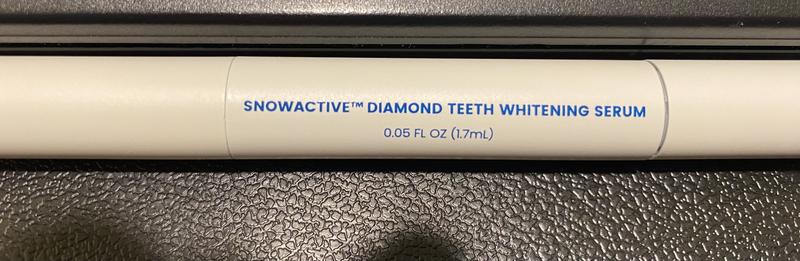 SNOWACTIVE™ DIAMOND TEETH WHITENING SERUM
0.05 FL OZ (1.7mL)